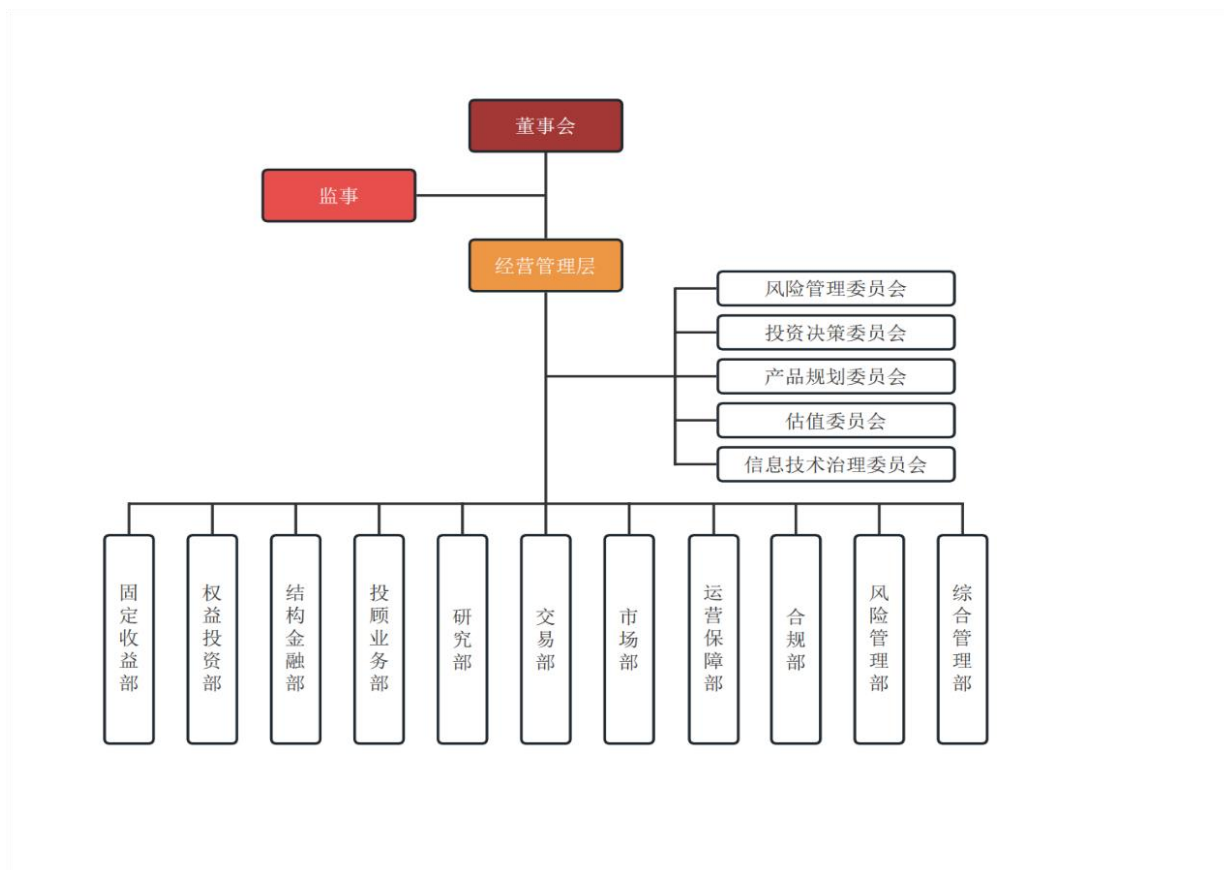 董事会
监事
经营管理层
风险管理委员会
投资决策委员会
产品规划委员会
估值委员会
信息技术治理委员会
固定收益部
权益投资部
结构金融部
投顾业务部
研究部
交易部
市场部
运营保障部
合规部
风险管理部
综合管理部